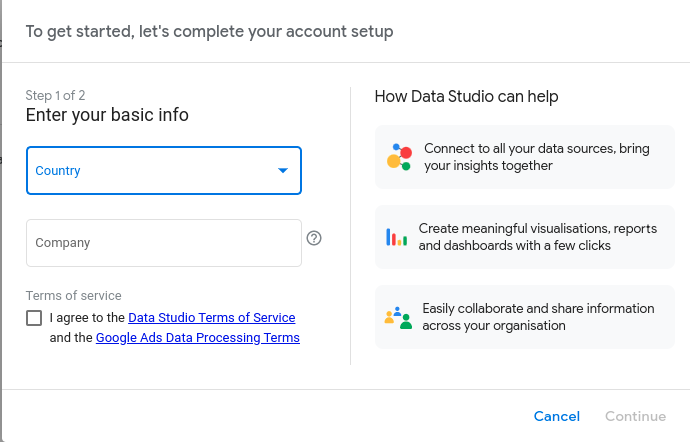 To get started, let's complete your account setup
Step 1 of 2
Enter your basic info
Country
Company
Terms of service
I agree to the Data Studio Terms of Service
and the Google Ads Data Processing Terms
How Data Studio can help
Connect to all your data sources, bring
your insights together
Create meaningful visualisations, reports
and dashboards with a few clicks
Easily collaborate and share information
across your organisation
Cancel
Continue